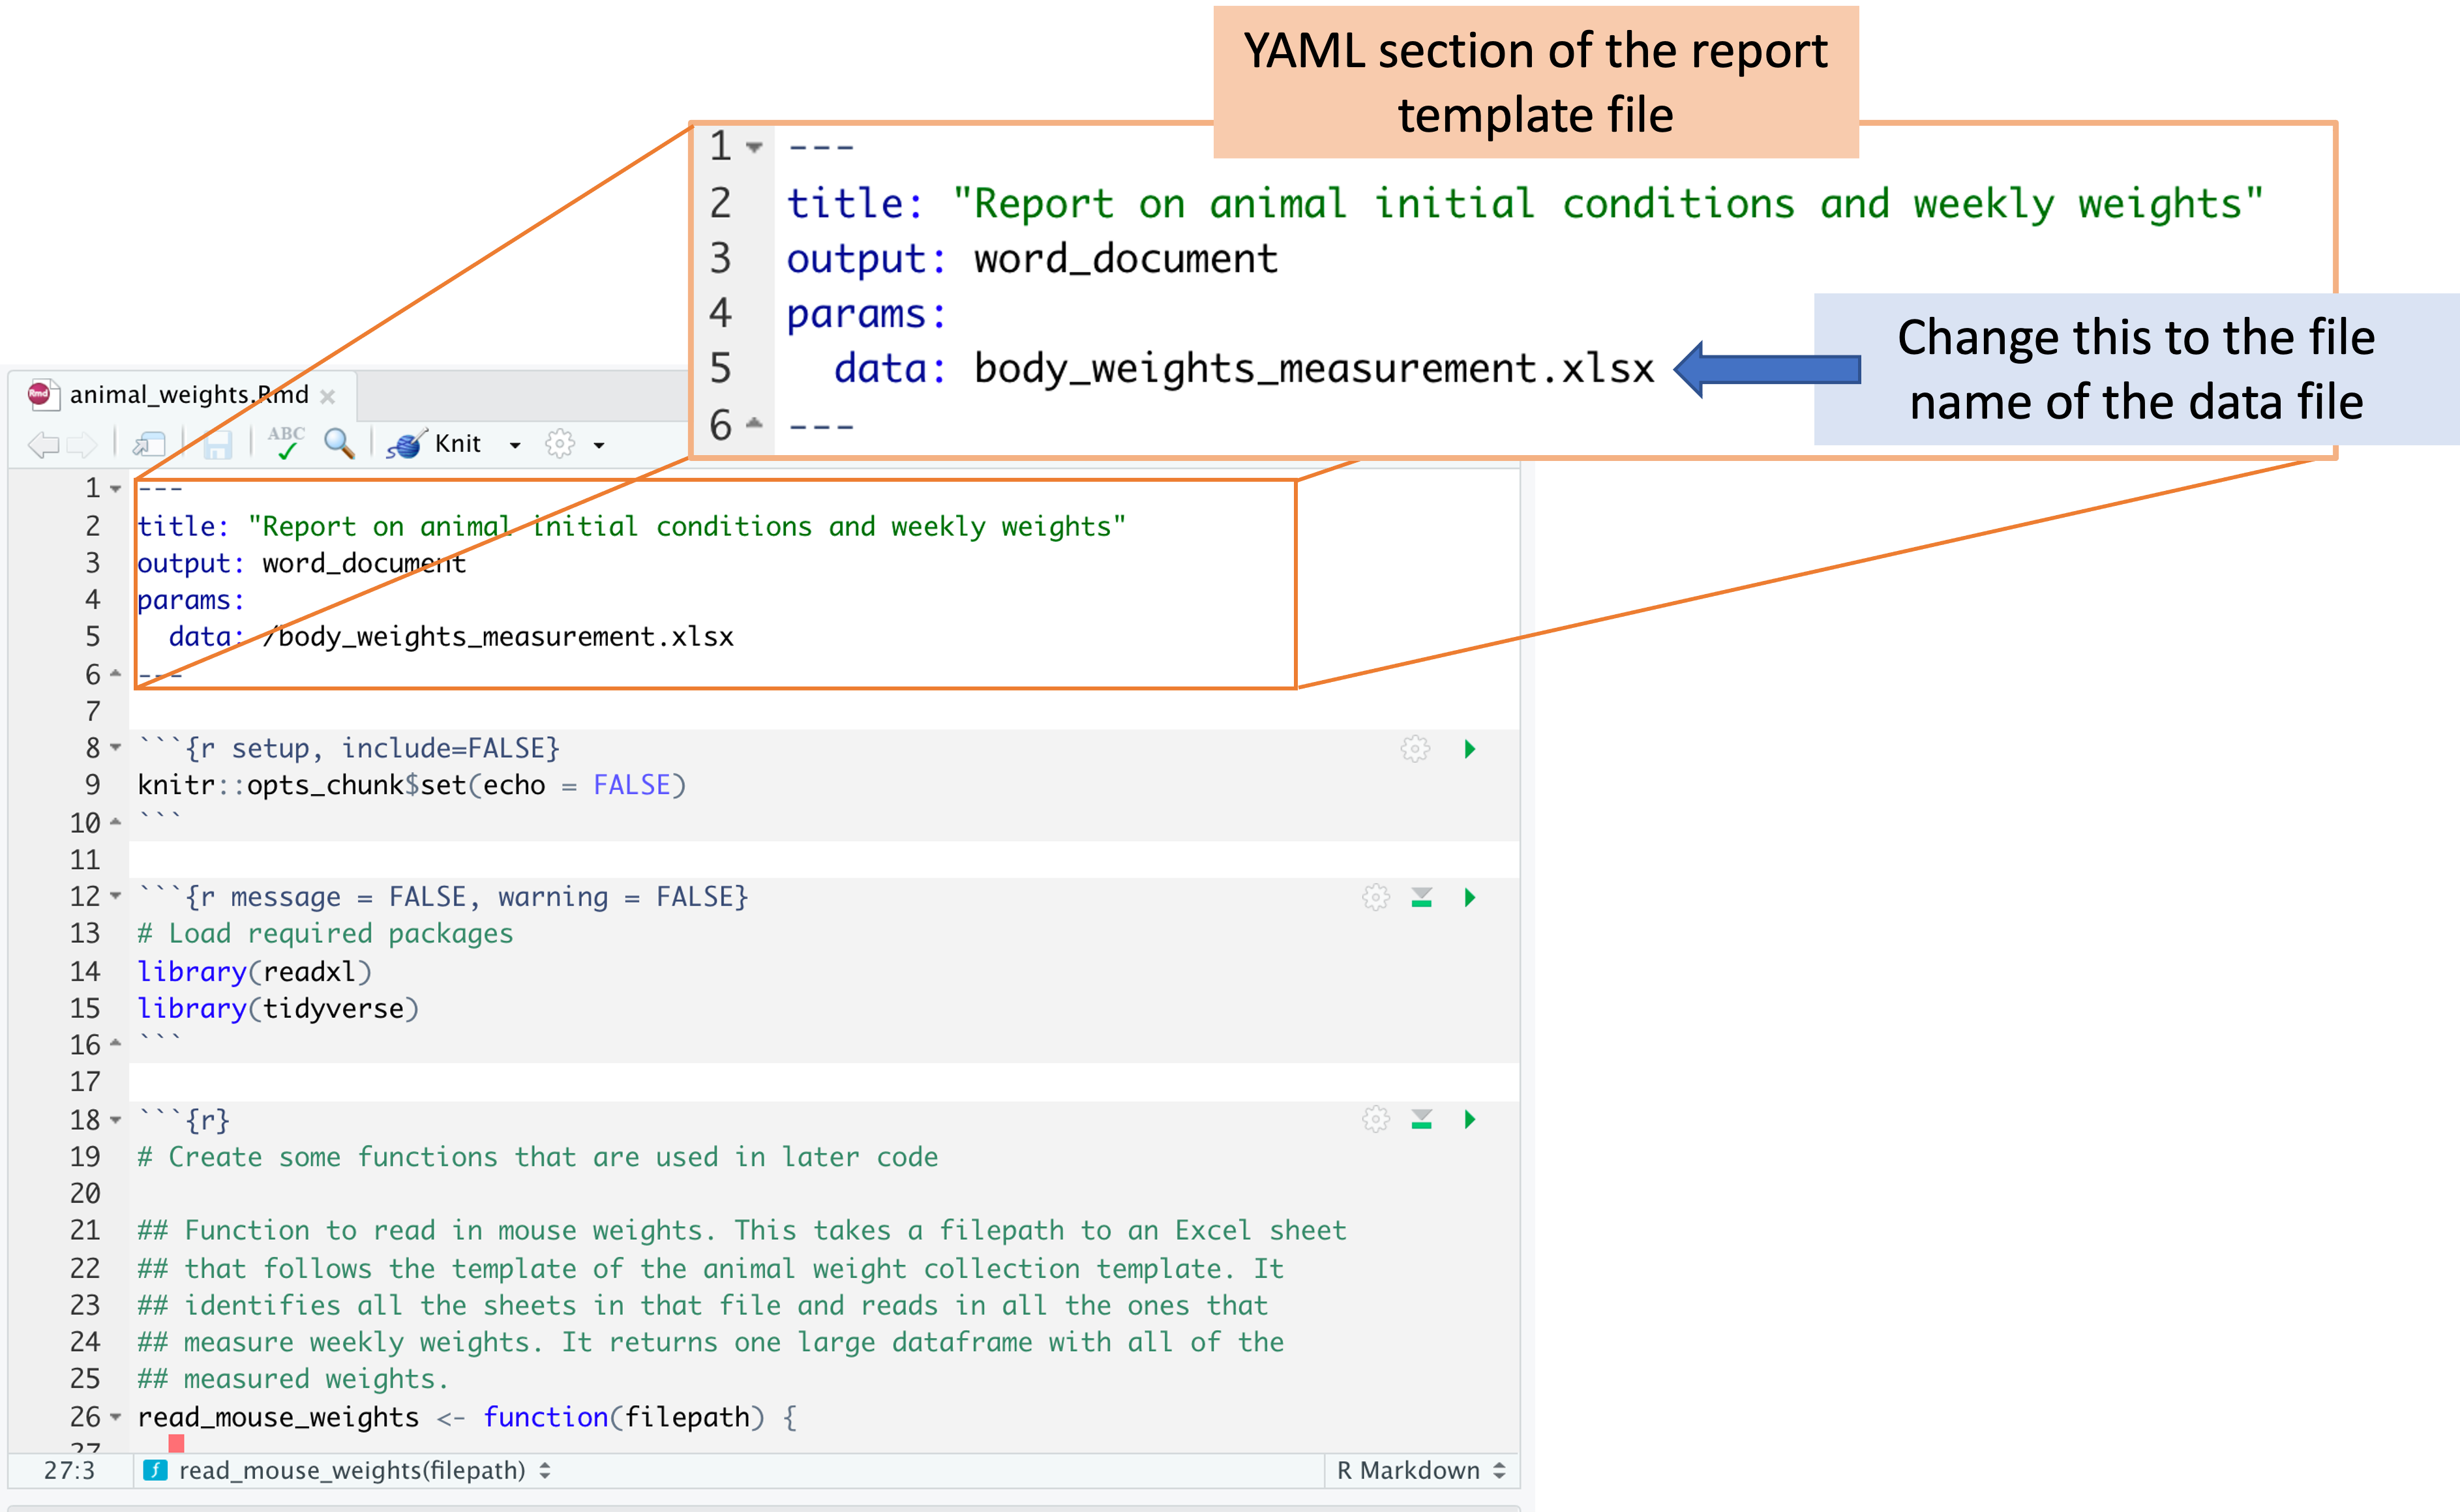 YAML section of the report
template file
1 ---
2 title: "Report on animal initial conditions and weekly weights"
3 output: word_document
4 params:
5   data: body_weights_measurement.xlsx
6 ---
Change this to the file
name of the data file
animal_weights.Rmd
ABC Knit
1 ---
2 title: "Report on animal initial conditions and weekly weights"
3 output: word_document
4 params:
5   data: /body_weights_measurement.xlsx
6 ---
7
8 ```{r setup, include=FALSE}
9 knitr::opts_chunk$set(echo = FALSE)
10 ```
11
12 ```{r message = FALSE, warning = FALSE}
13 # Load required packages
14 library(readxl)
15 library(tidyverse)
16 ```
17
18 ```{r}
19 # Create some functions that are used in later code
20
21 ## Function to read in mouse weights. This takes a filepath to an Excel sheet
22 ## that follows the template of the animal weight collection template. It
23 ## identifies all the sheets in that file and reads in all the ones that
24 ## measure weekly weights. It returns one large dataframe with all of the
25 ## measured weights.
26 read_mouse_weights <- function(filepath) {
27
27:3 read_mouse_weights(filepath) R Markdown